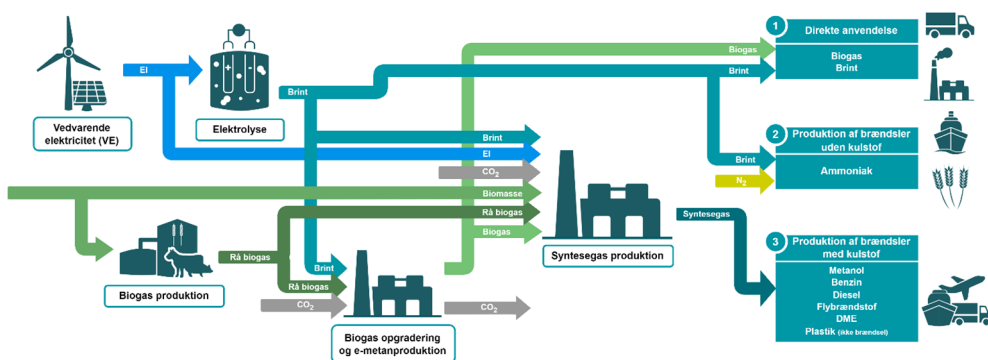 1
Direkte anvendelse
Biogas
Biogas
Brint
Brint
El
Brint
Vedvarende
elektricitet (VE)
Elektrolyse
Brint
El
CO2
2
Produktion af brændsler
uden kulstof
Brint
Ammoniak
N2
Biomasse
Rå biogas
Biogas
Syntesegas produktion
Syntesegas
3
Produktion af brændsler
med kulstof
Metanol
Benzin
Diesel
Flybrændstof
DME
Plastik (ikke brændsel)
Rå biogas
Biogas produktion
Brint
Rå biogas
CO2
CO2
Biogas opgradering
og e-metanproduktion